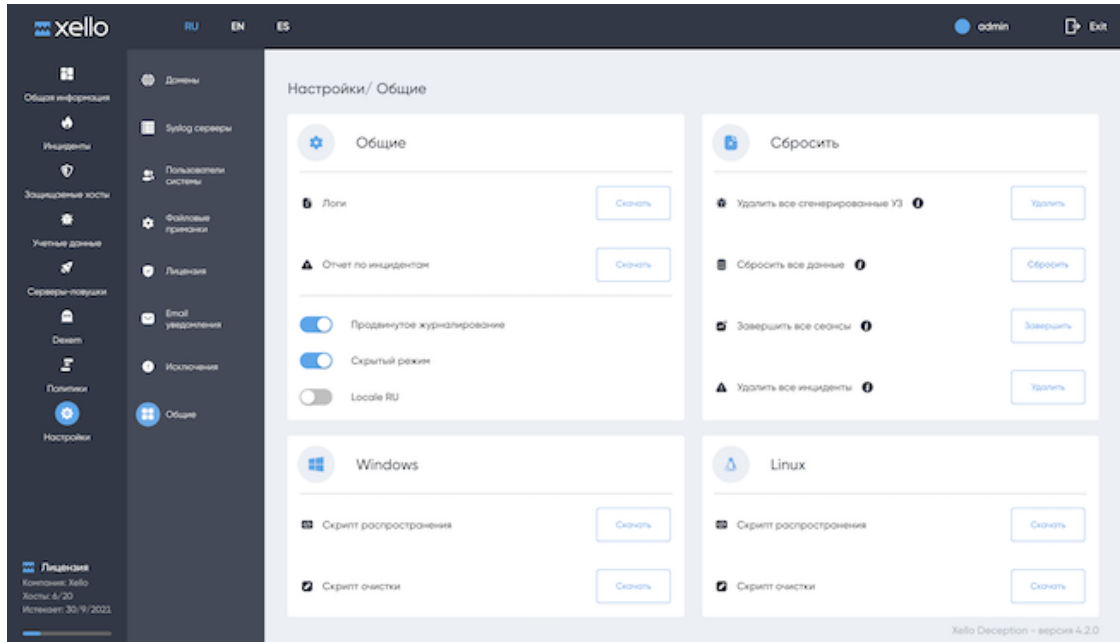 xello
RU EN ES
admin
Exit
Общая информация
Инциденты
Защищаемые хосты
Учетные данные
Серверы-ловушки
Dexem
Политики
Настройки
Лицензия
Компания: Xello
Хосты: 6/20
Истекает: 30/9/2021
Домены
Syslog серверы
Пользователи
системы
Файловые
приманки
Лицензия
Email
уведомления
Исключения
Общие
Настройки/ Общие
Общие
Логи Скачать
Отчет по инцидентам Скачать
Продвинутое журналирование
Скрытый режим
Locale RU
Сбросить
Удалить все сгенерированные УЗ Удалить
Сбросить все данные Сбросить
Завершить все сеансы Завершить
Удалить все инциденты Удалить
Windows
Скрипт распространения Скачать
Скрипт очистки Скачать
Linux
Скрипт распространения Скачать
Скрипт очистки Скачать
Xello Deception - версия 4.2.0